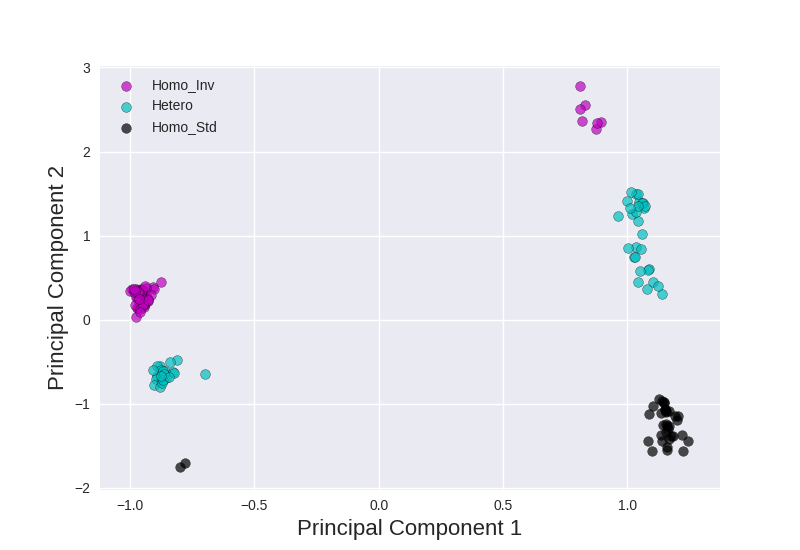 3
2
1
0
−1
−2
Principal Component 2
Homo_Inv
Hetero
Homo_Std
−1.0
−0.5
0.0
0.5
1.0
Principal Component 1